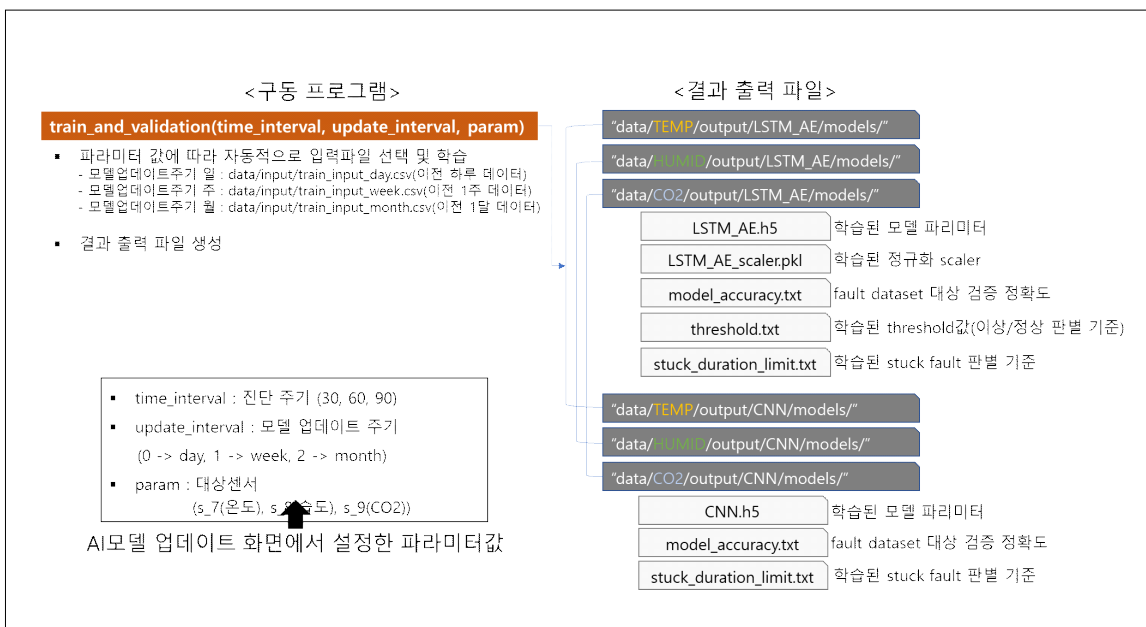 <구동 프로그램>
train_and_validation(time_interval, update_interval, param)
▪ 파라미터 값에 따라 자동적으로 입력파일 선택 및 학습
- 모델업데이트주기 일 : data/input/train_input_day.csv(이전 하루 데이터)
- 모델업데이트주기 주 : data/input/train_input_week.csv(이전 1주 데이터)
- 모델업데이트주기 월 : data/input/train_input_month.csv(이전 1달 데이터)
▪ 결과 출력 파일 생성
▪ time_interval : 진단 주기 (30, 60, 90)
▪ update_interval : 모델 업데이트 주기
(0 -> day, 1 -> week, 2 -> month)
▪ param : 대상센서
(s_7(온도), s_ 습도), s_9(CO2))
AI모델 업데이트 화면에서 설정한 파라미터값
<결과 출력 파일>
“data/TEMP/output/LSTM_AE/models/”
“data/HUMID/output/LSTM_AE/models/”
“data/CO2/output/LSTM_AE/models/”
LSTM_AE.h5 학습된 모델 파리미터
LSTM_AE_scaler.pkl 학습된 정규화 scaler
model_accuracy.txt fault dataset 대상 검증 정확도
threshold.txt 학습된 threshold값(이상/정상 판별 기준)
stuck_duration_limit.txt 학습된 stuck fault 판별 기준
“data/TEMP/output/CNN/models/”
“data/HUMID/output/CNN/models/”
“data/CO2/output/CNN/models/”
CNN.h5 학습된 모델 파리미터
model_accuracy.txt fault dataset 대상 검증 정확도
stuck_duration_limit.txt 학습된 stuck fault 판별 기준